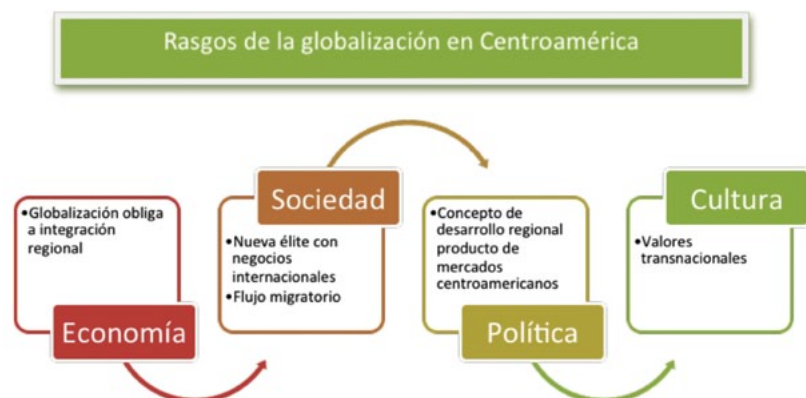 Rasgos de la globalización en Centroamérica
•Globalización obliga
a integración
regional
Economía
Sociedad
•Nueva élite con
negocios
internacionales
•Flujo migratorio
•Concepto de
desarrollo regional
producto de
mercados
centroamericanos
Política
Cultura
•Valores
transnacionales